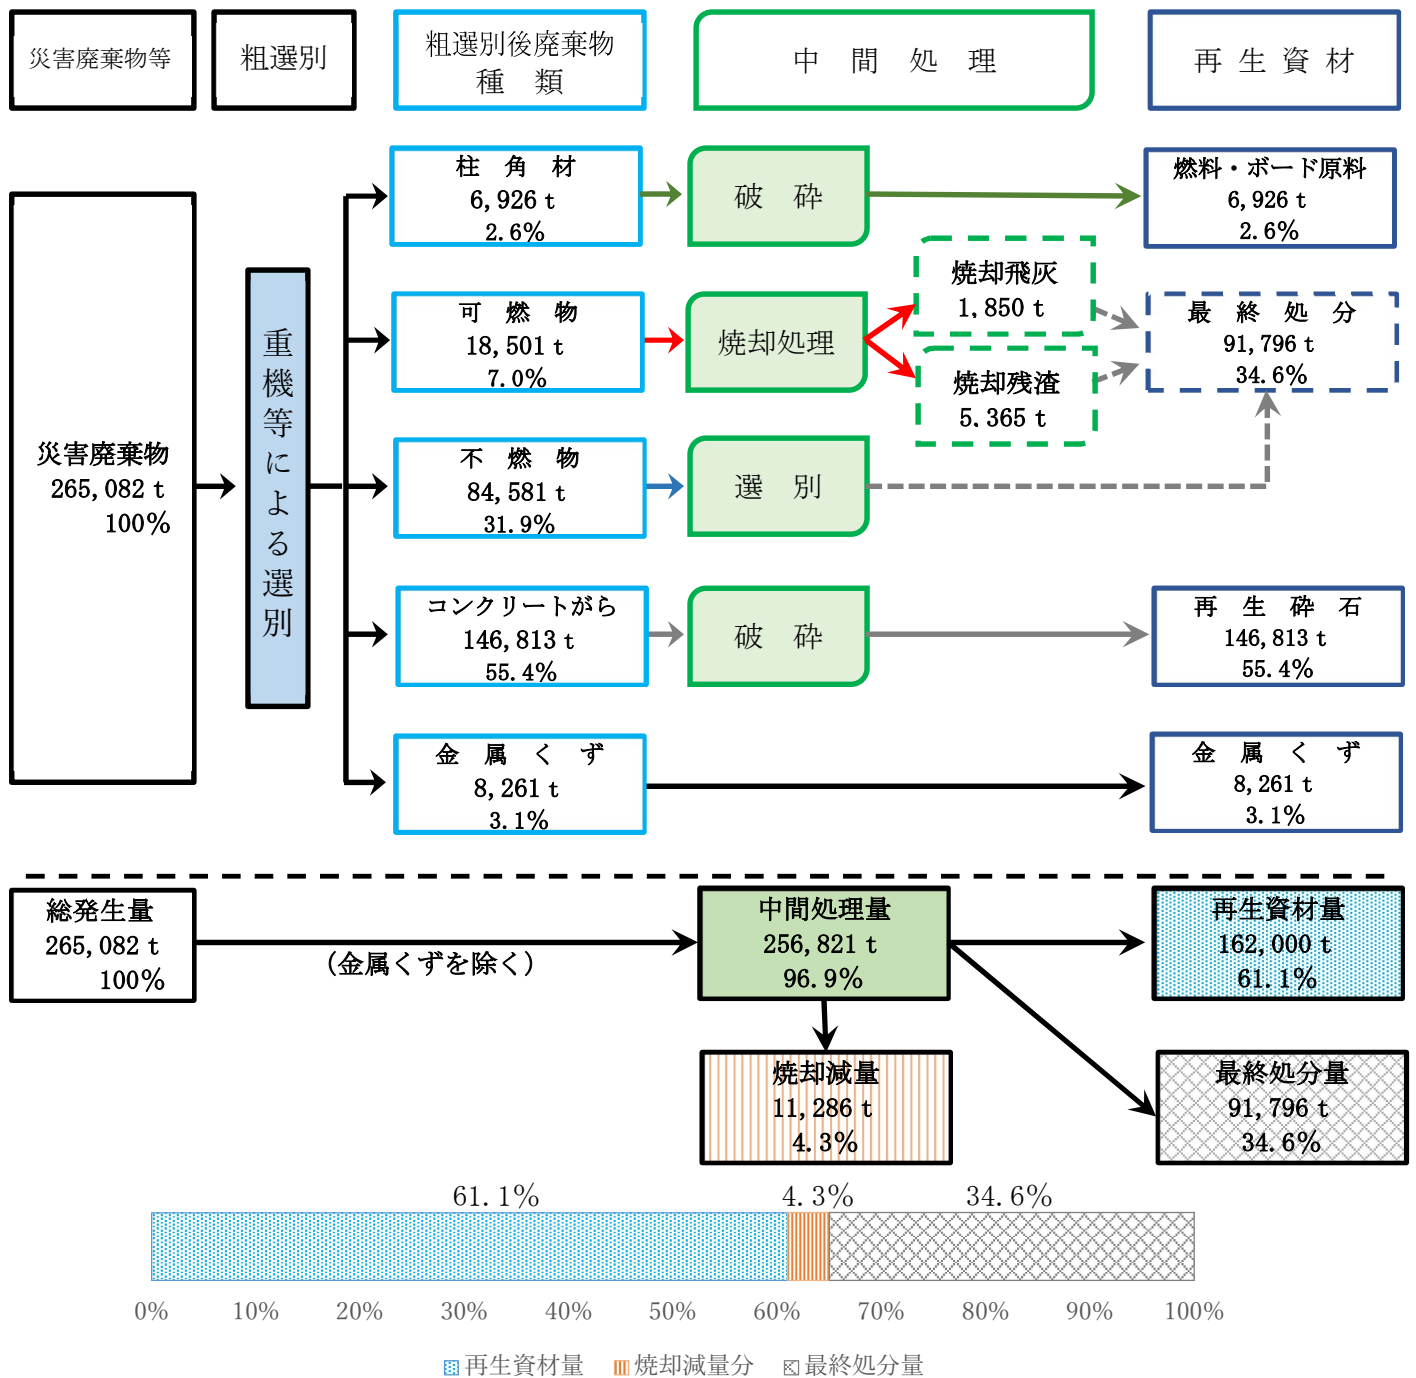 災害廃棄物等
粗選別
粗選別後廃棄物
種　類
中　間　処　理
再 生 資 材
災害廃棄物
265,082 t
100%
重機等による選別
柱　角　材
6,926 t
2.6%
破　砕
燃料・ボード原料
6,926 t
2.6%
可　燃　物
18,501 t
7.0%
焼却処理
焼却飛灰
1,850 t
焼却残渣
5.365 t
最　終　処　分
91,796 t
34.6%
不　燃　物
84,581 t
31.9%
選　別
コンクリートがら
146,813 t
55.4%
破　砕
再　生　砕　石
146,813 t
55.4%
金　属　く　ず
8,261 t
3.1%
金　属　く　ず
8,261 t
3.1%
総発生量
265,082 t
100%
（金属くずを除く）
中間処理量
256,821 t
96.9%
再生資材量
162,000 t
61.1%
焼却減量
11,286 t
4.3%
最終処分量
91,796 t
34.6%
61.1%
4.3%
34.6%
0%
10%
20%
30%
40%
50%
60%
70%
80%
90%
100%
再生資材量
焼却減量分
最終処分量